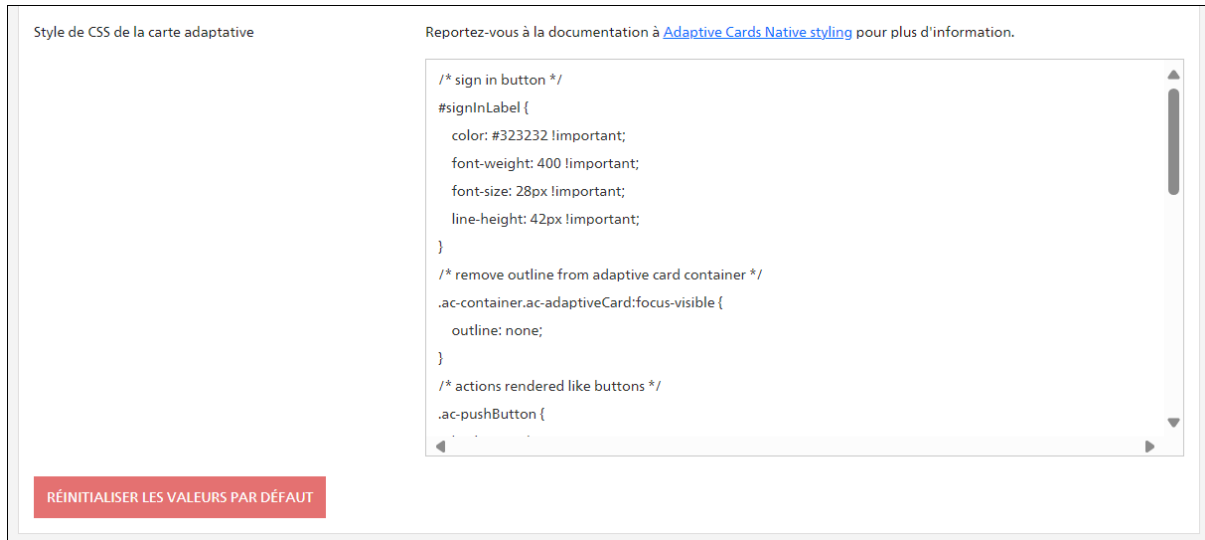 Style de CSS de la carte adaptative
Reportez-vous à la documentation à Adaptive Cards Native styling pour plus d'information.
/* sign in button */
#signInLabel {
color: #323232 !important;
font-weight: 400 !important;
font-size: 28px !important;
line-height: 42px !important;
}
/* remove outline from adaptive card container */
.ac-container.ac-adaptiveCard:focus-visible {
outline: none;
}
/* actions rendered like buttons */
.ac-pushButton {
RÉINITIALISER LES VALEURS PAR DÉFAUT